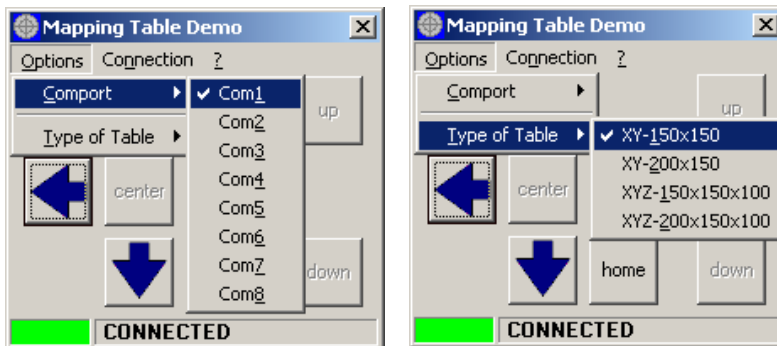 Mapping Table Demo
Options Connection ?
Comport
Type of Table
Com1
Com2
Com3
Com4
Com5
Com6
Com7
Com8
up
center
down
CONNECTED
Mapping Table Demo
Options Connection ?
Comport
Type of Table
XY-150x150
XY-200x150
XYZ-150x150x100
XYZ-200x150x100
up
center
home
down
CONNECTED